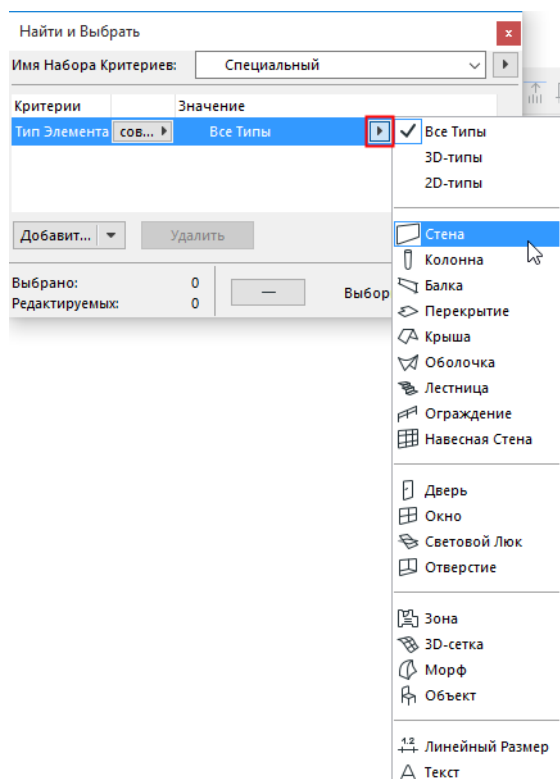 Найти и Выбрать
x
Имя Набора Критериев: Специальный
Критерии Значение
Тип Элемента сов... Все Типы
Все Типы
3D-типы
2D-типы
Добавит... Удалить
Стена
Колонна
Балка
Перекрытие
Крыша
Оболочка
Лестница
Ограждение
Навесная Стена
Выбрано: 0
Редактируемых: 0
— Выбор
Дверь
Окно
Световой Люк
Отверстие
Зона
3D-сетка
Морф
Объект
1.2 Линейный Размер
Текст